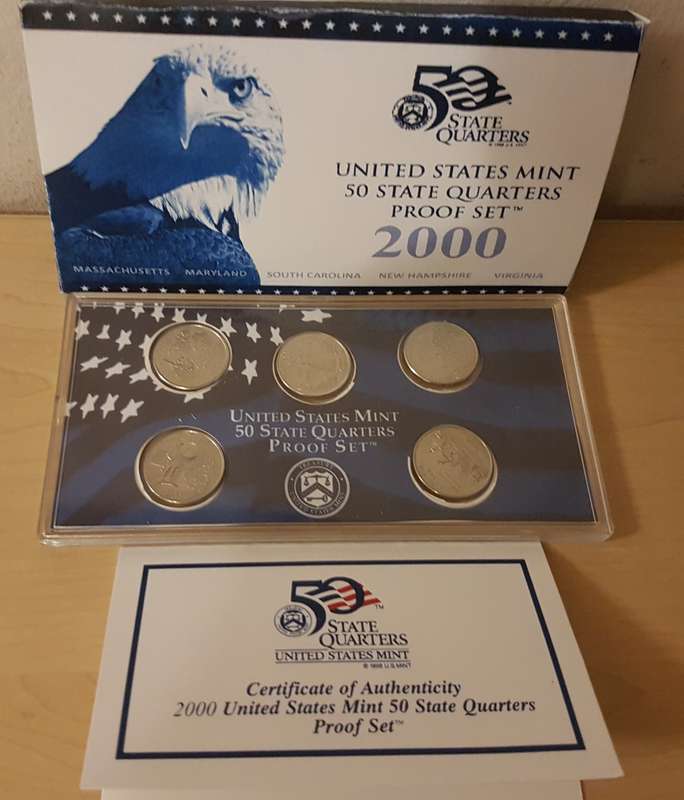 50
STATE
QUARTERS
UNITED STATES MINT
50 STATE QUARTERS
PROOF SET™
2000
MASSACHUSETTS MARYLAND SOUTH CAROLINA NEW HAMPSHIRE VIRGINIA
UNITED STATES MINT
50 STATE QUARTERS
PROOF SET™
50
STATE
QUARTERS
UNITED STATES MINT
© 1998 U.S. MINT
Certificate of Authenticity
2000 United States Mint 50 State Quarters
Proof Set™